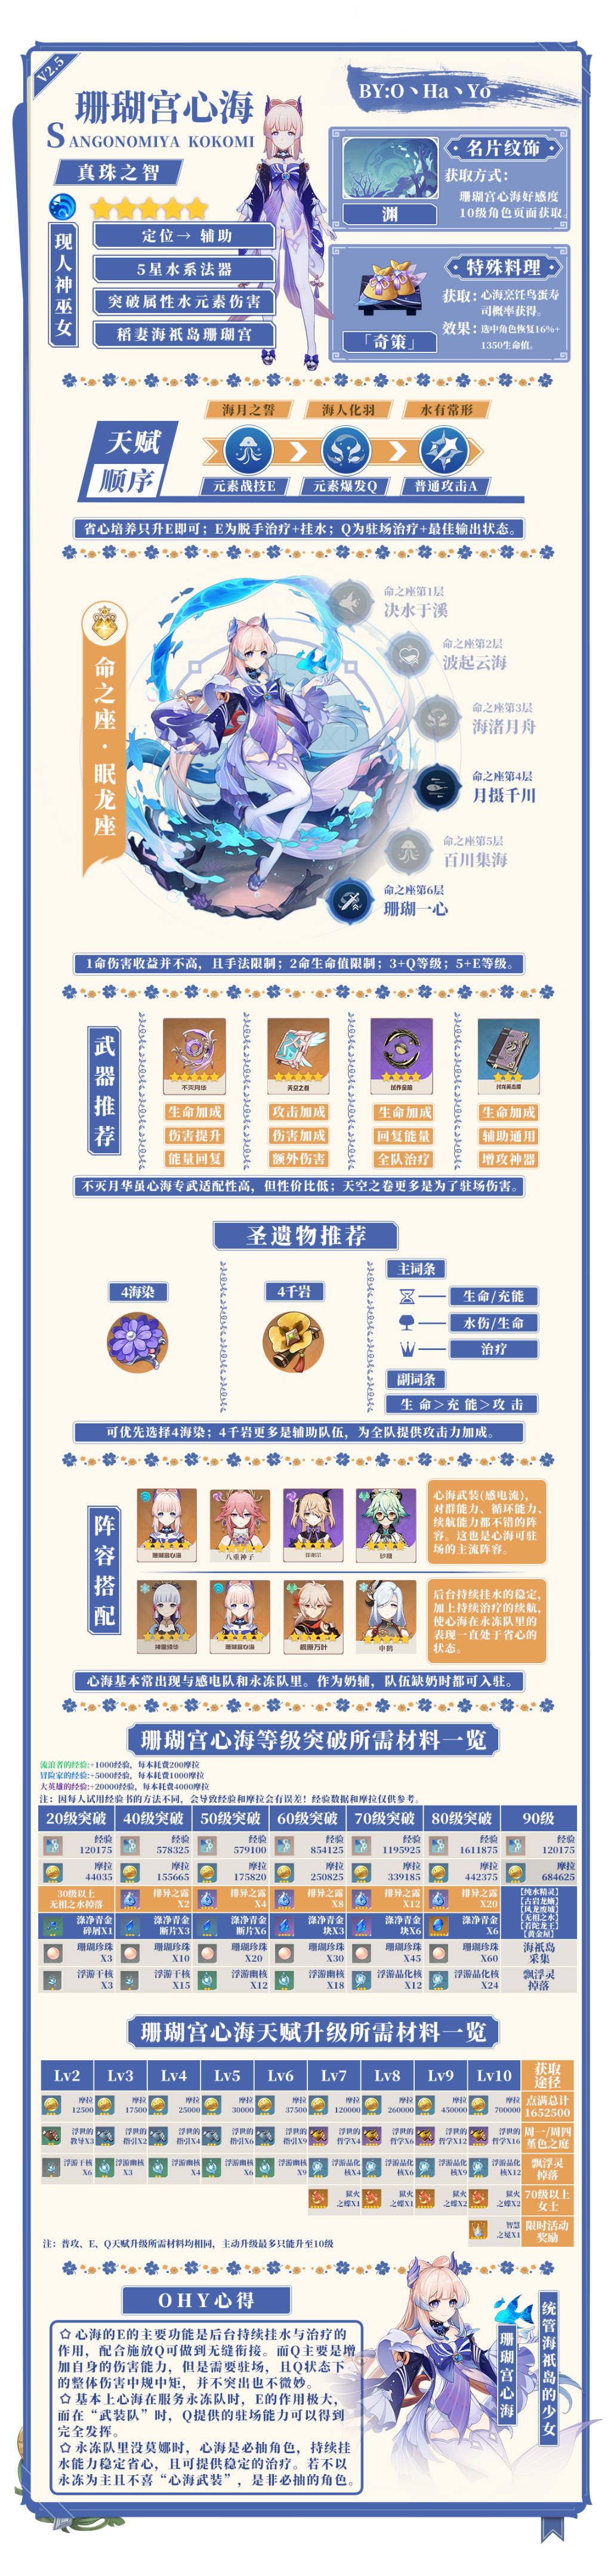 V2.5
珊瑚宫心海
SANGONOMIYA KOKOMI
BY:O丶Ha丶Yo
真珠之智
现人神巫女
定位→ 辅助
5星水系法器
突破属性水元素伤害
稻妻海祇岛珊瑚宫
渊
名片纹饰
获取方式：
珊瑚宫心海好感度
10级角色页面获取。
「奇策」
特殊料理
获取：心海烹饪鸟蛋寿
司概率获得。
效果：选中角色恢复16%+
1350生命值。
天赋
顺序
海月之誓
海人化羽
水有常形
元素战技E
元素爆发Q
普通攻击A
省心培养只升E即可；E为脱手治疗+挂水；Q为驻场治疗+最佳输出状态。
命之座·眠龙座
命之座第1层
决水于溪
命之座第2层
波起云海
命之座第3层
海渚月舟
命之座第4层
月摄千川
命之座第5层
百川集海
命之座第6层
珊瑚一心
1命伤害收益并不高，且手法限制；2命生命值限制；3+Q等级；5+E等级。
武器推荐
不灭月华
生命加成
伤害提升
能量回复
天空之卷
攻击加成
伤害加成
额外伤害
试作金珀
生命加成
回复能量
全队治疗
讨龙英杰谭
生命加成
辅助通用
增攻神器
不灭月华虽心海专武适配性高，但性价比低；天空之卷更多是为了驻场伤害。
圣遗物推荐
4海染
4千岩
主词条
生命/充能
水伤/生命
治疗
副词条
生 命>充 能>攻 击
可优先选择4海染；4千岩更多是辅助队伍，为全队提供攻击力加成。
阵容搭配
珊瑚宫心海
八重神子
菲谢尔
砂糖
心海武装(感电流)，
对群能力、循环能力、
续航能力都不错的阵
容。这也是心海可驻
场的主流阵容。
神里绫华
珊瑚宫心海
枫原万叶
申鹤
后台持续挂水的稳定，
加上持续治疗的续航，
使心海在永冻队里的
表现一直处于省心的
状态。
心海基本常出现与感电队和永冻队里。作为奶辅，队伍缺奶时都可入驻。
珊瑚宫心海等级突破所需材料一览
流浪者的经验:+1000经验，每本耗费200摩拉
冒险家的经验:+5000经验，每本耗费1000摩拉
大英雄的经验:+20000经验，每本耗费4000摩拉
注：因每人试用经验书的方法不同，会导致经验和摩拉会有误差！经验数据和摩拉仅供参考。
20级突破 40级突破 50级突破 60级突破 70级突破 80级突破 90级
经验 经验 经验 经验 经验 经验 经验
120175 578325 579100 854125 1195925 1611875 120175
摩拉 摩拉 摩拉 摩拉 摩拉 摩拉 摩拉
44035 155665 175820 250825 339185 442375 684625
30级以上 排异之露 排异之露 排异之露 排异之露 排异之露
无相之水掉落 X2 X4 X8 X12 X20
【纯水精灵】
【古岩龙蜥】
【风龙废墟】
【无相之水】
【若陀龙王】
【黄金屋】
涤净青金 涤净青金 涤净青金 涤净青金 涤净青金 涤净青金
碎屑X1 断片X3 断片X6 块X3 块X6 X6
珊瑚珍珠 珊瑚珍珠 珊瑚珍珠 珊瑚珍珠 珊瑚珍珠 珊瑚珍珠 海祇岛
X3 X10 X20 X30 X45 X60 采集
浮游干核 浮游干核 浮游幽核 浮游幽核 浮游晶化核 浮游晶化核 飘浮灵
X3 X15 X12 X18 X12 X24 掉落
珊瑚宫心海天赋升级所需材料一览
Lv2 Lv3 Lv4 Lv5 Lv6 Lv7 Lv8 Lv9 Lv10 获取
途径
摩拉 摩拉 摩拉 摩拉 摩拉 摩拉 摩拉 摩拉 摩拉 点满总计
12500 17500 25000 30000 37500 120000 260000 450000 700000 1652500
浮世的 浮世的 浮世的 浮世的 浮世的 浮世的 浮世的 浮世的 浮世的 周一/周四
教导X3 指引X2 指引X4 指引X6 指引X9 哲学X4 哲学X6 哲学X12 哲学X16 堇色之庭
浮游干核 浮游幽核 浮游幽核 浮游幽核 浮游幽核 浮游晶化 浮游晶化 浮游晶化 浮游晶化 飘浮灵
X6 X3 X4 X6 X9 核X4 核X6 核X9 核X12 掉落
狱火 狱火 狱火 狱火 70级以上
之蝶X1 之蝶X1 之蝶X2 之蝶X2 女士
智慧 限时活动
之冕X1 奖励
注：普攻、E、Q天赋升级所需材料均相同，主动升级最多只能升至10级
OHY心得
心海的E的主要功能是后台持续挂水与治疗的
作用，配合施放Q可做到无缝衔接。而Q主要是增
加自身的伤害能力，但是需要驻场，且Q状态下
的整体伤害中规中矩，并不突出也不微妙。
基本上心海在服务永冻队时，E的作用极大，
而在“武装队”时，Q提供的驻场能力可以得到
完全发挥。
永冻队里没莫娜时，心海是必抽角色，持续挂
水能力稳定省心，且可提供稳定的治疗。若不以
永冻为主且不喜“心海武装”，是非必抽的角色。
珊瑚宫心海
统管海祇岛的少女